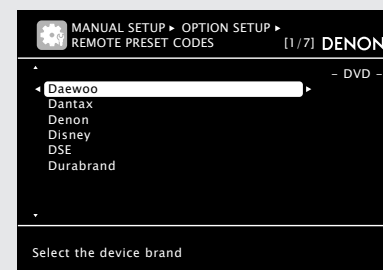 MANUAL SETUP ▸ OPTION SETUP ▸
REMOTE PRESET CODES [1/7] DENON
– DVD –
Daewoo
Dantax
Denon
Disney
DSE
Durabrand
Select the device brand